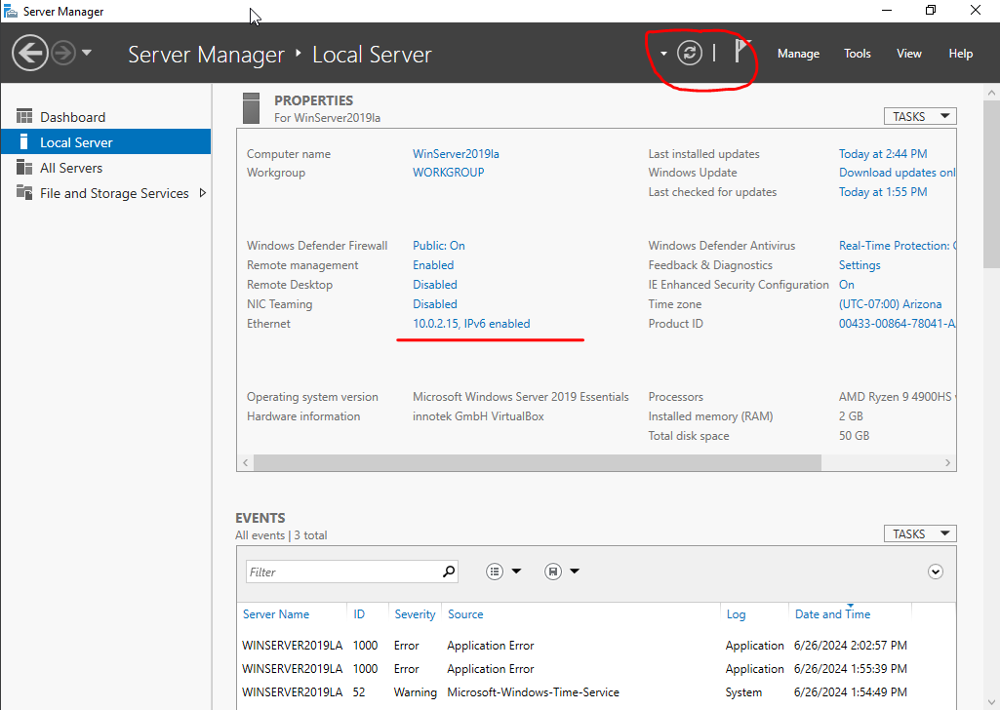 Server Manager
Server Manager ‣ Local Server
Manage Tools View Help
Dashboard
Local Server
All Servers
File and Storage Services
PROPERTIES
For WinServer2019la
TASKS
Computer name WinServer2019la Last installed updates Today at 2:44 PM
Workgroup WORKGROUP Windows Update Download updates onl
Last checked for updates Today at 1:55 PM
Windows Defender Firewall Public: On Windows Defender Antivirus Real-Time Protection:
Remote management Enabled Feedback & Diagnostics Settings
Remote Desktop Disabled IE Enhanced Security Configuration On
NIC Teaming Disabled Time zone (UTC-07:00) Arizona
Ethernet 10.0.2.15, IPv6 enabled Product ID 00433-00864-78041-A
Operating system version Microsoft Windows Server 2019 Essentials Processors AMD Ryzen 9 4900HS
Hardware information innotek GmbH VirtualBox Installed memory (RAM) 2 GB
Total disk space 50 GB
EVENTS
All events | 3 total
TASKS
Filter
Server Name ID Severity Source Log Date and Time
WINSERVER2019LA 1000 Error Application Error Application 6/26/2024 2:02:57 PM
WINSERVER2019LA 1000 Error Application Error Application 6/26/2024 1:55:39 PM
WINSERVER2019LA 52 Warning Microsoft-Windows-Time-Service System 6/26/2024 1:54:49 PM